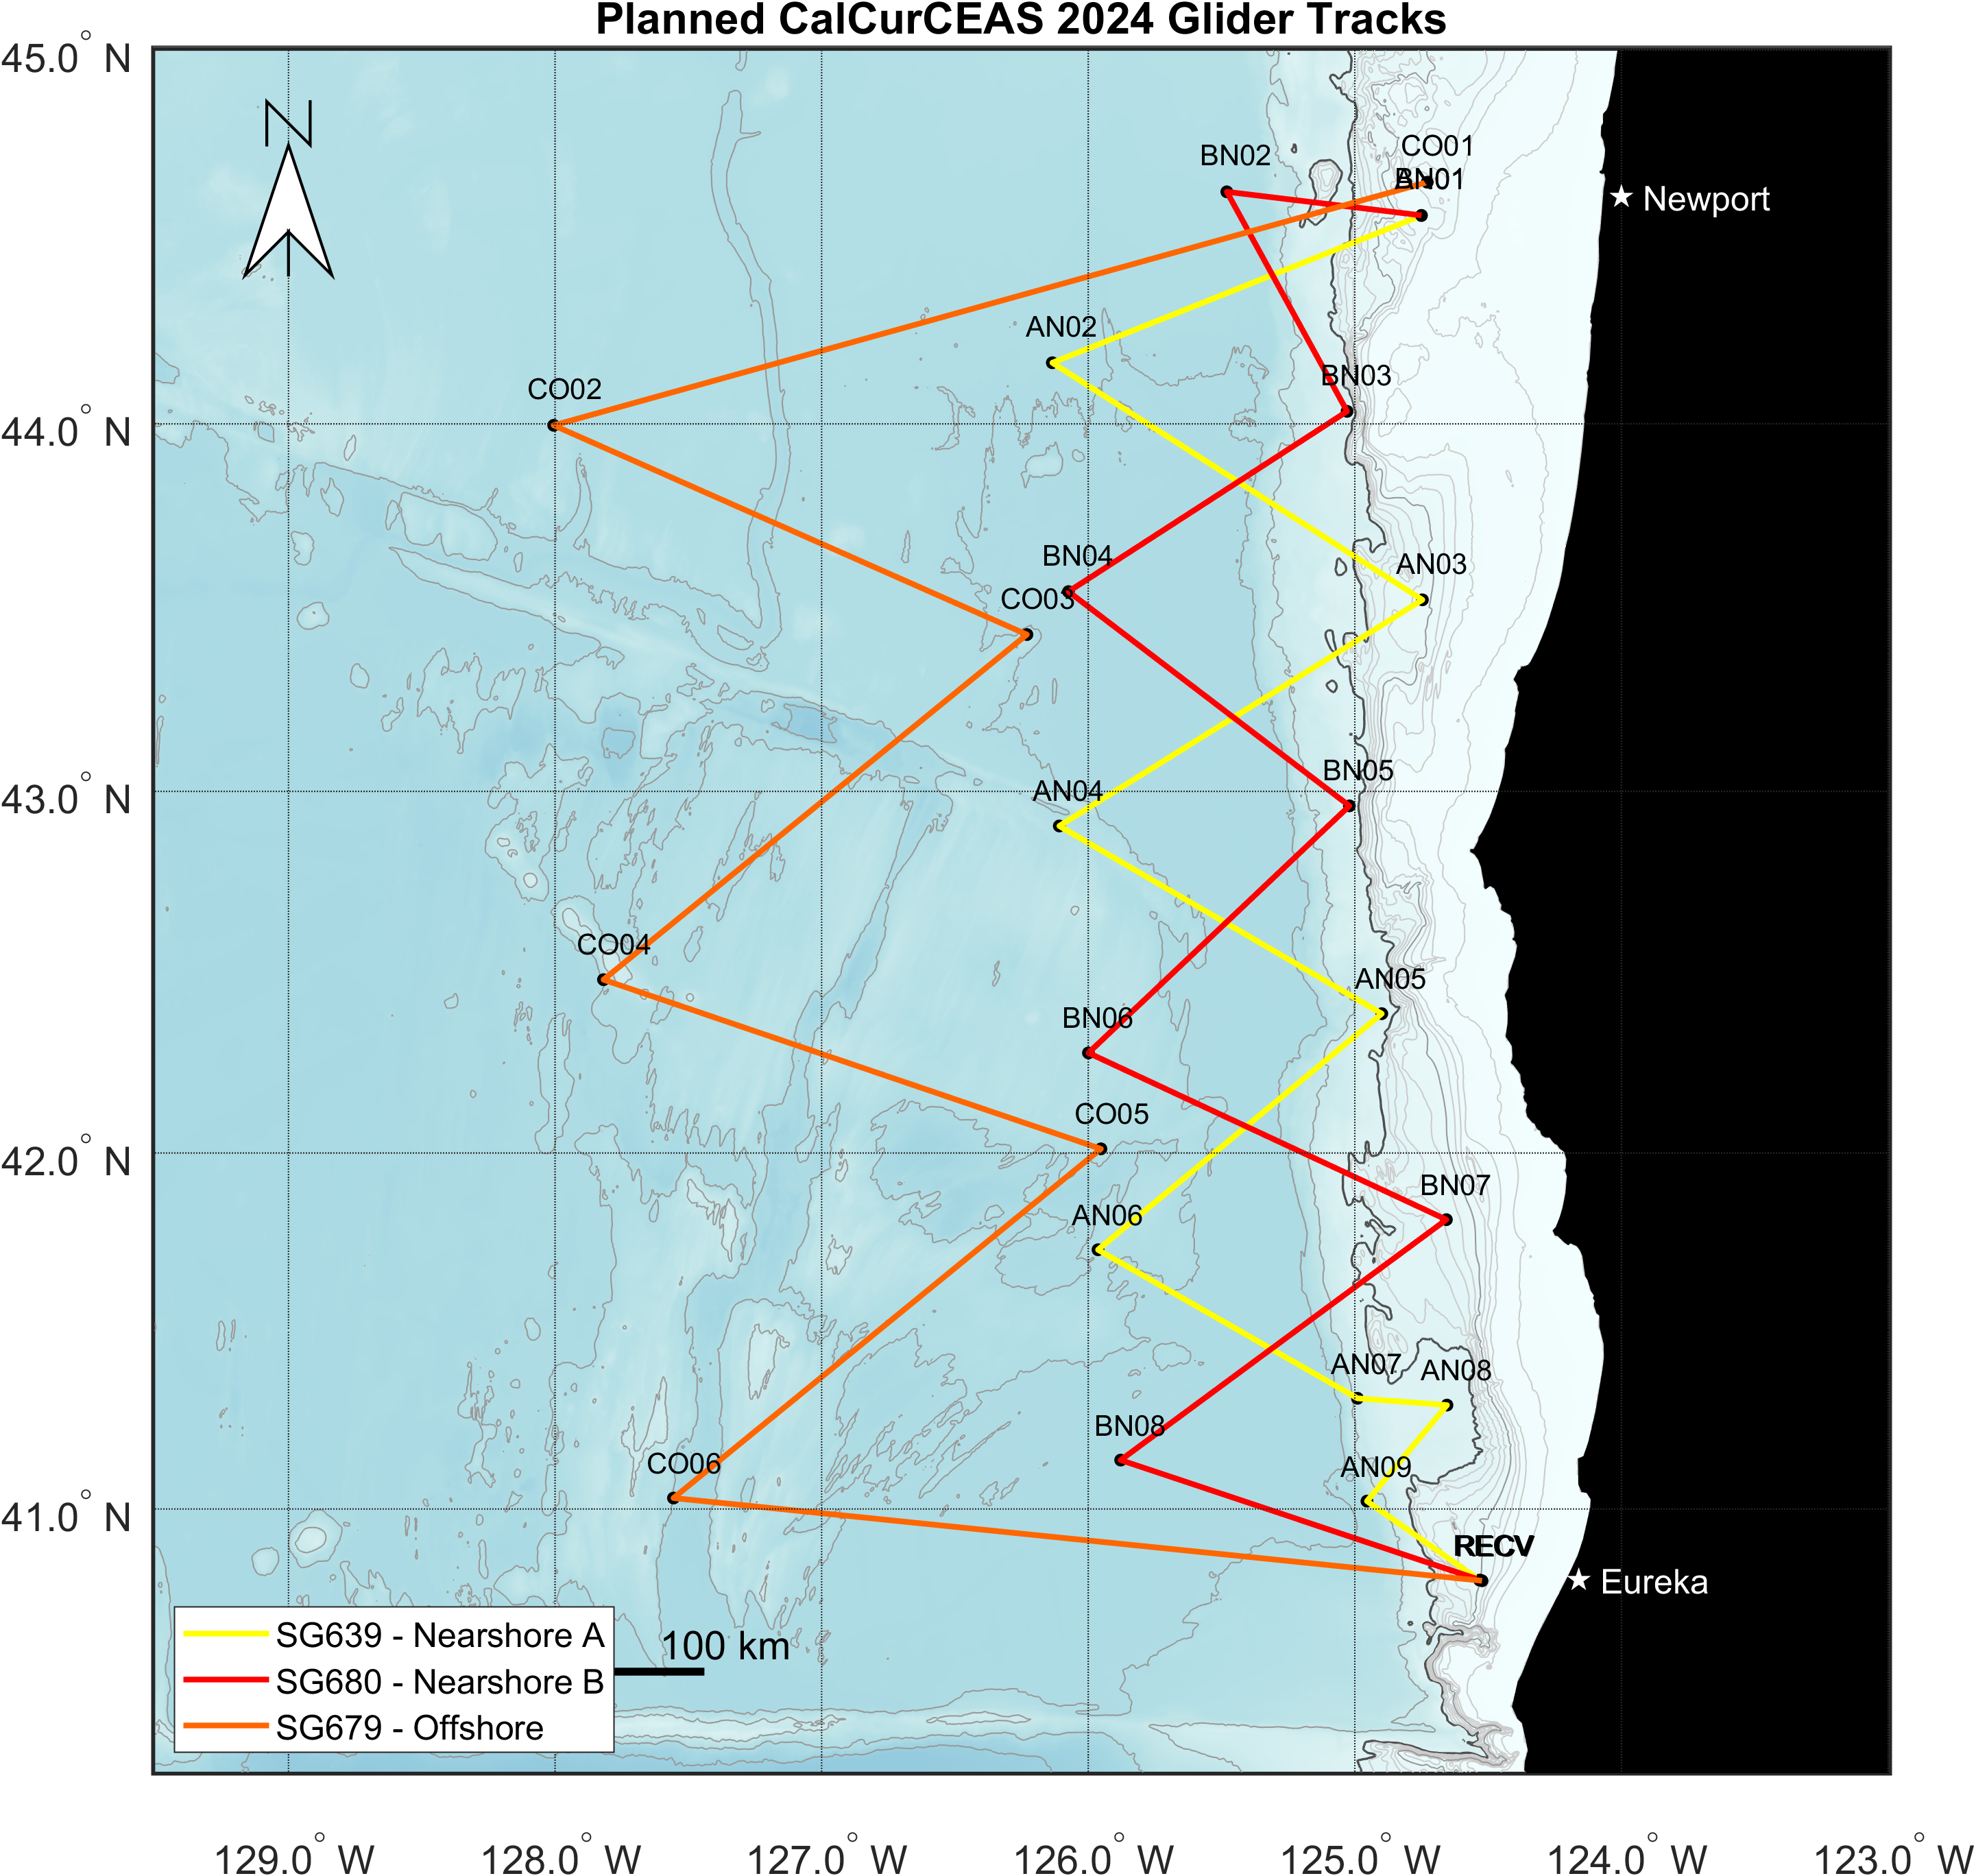 Planned CalCurCEAS 2024 Glider Tracks
45.0° N
N
CO01
BN02
AN01
BN01
Newport
AN02
BN03
CO02
44.0° N
BN04
AN03
CO03
BN05
AN04
43.0° N
CO04
AN05
BN06
CO05
42.0° N
BN07
AN06
AN07
AN08
BN08
CO06
AN09
41.0° N
RECV
Eureka
SG639 - Nearshore A
100 km
SG680 - Nearshore B
SG679 - Offshore
129.0° W 128.0° W 127.0° W 126.0° W 125.0° W 124.0° W 123.0° W